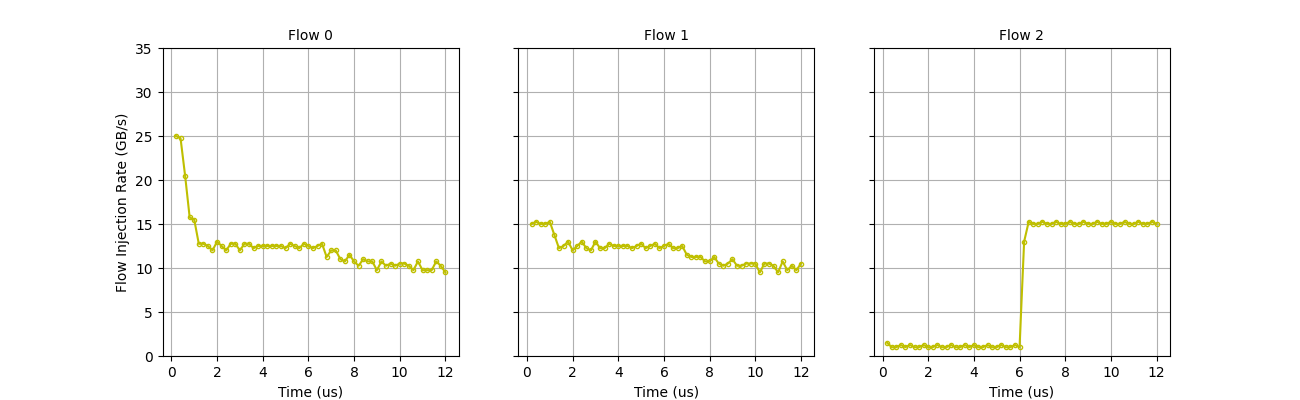 Flow 0
Flow 1
Flow 2
Flow Injection Rate (GB/s)
35
30
25
20
15
10
5
0
0 2 4 6 8 10 12
0 2 4 6 8 10 12
0 2 4 6 8 10 12
Time (us)
Time (us)
Time (us)